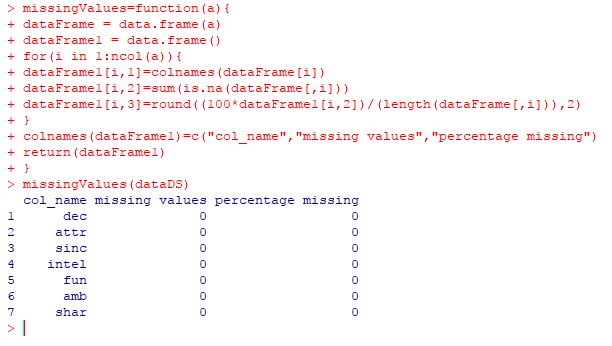 > missingValues=function(a){
+ dataFrame = data.frame(a)
+ dataFrame1 = data.frame()
+ for(i in 1:ncol(a)){
+ dataFrame1[i,1]=colnames(dataFrame[i])
+ dataFrame1[i,2]=sum(is.na(dataFrame[,i]))
+ dataFrame1[i,3]=round((100*dataFrame1[i,2])/(length(dataFrame[,i])),2)
+ }
+ colnames(dataFrame1)=c("col_name","missing values","percentage missing")
+ return(dataFrame1)
+ }
> missingValues(dataDS)
  col_name missing values percentage missing
1      dec              0                  0
2     attr              0                  0
3     sinc              0                  0
4    intel              0                  0
5      fun              0                  0
6      amb              0                  0
7     shar              0                  0
>